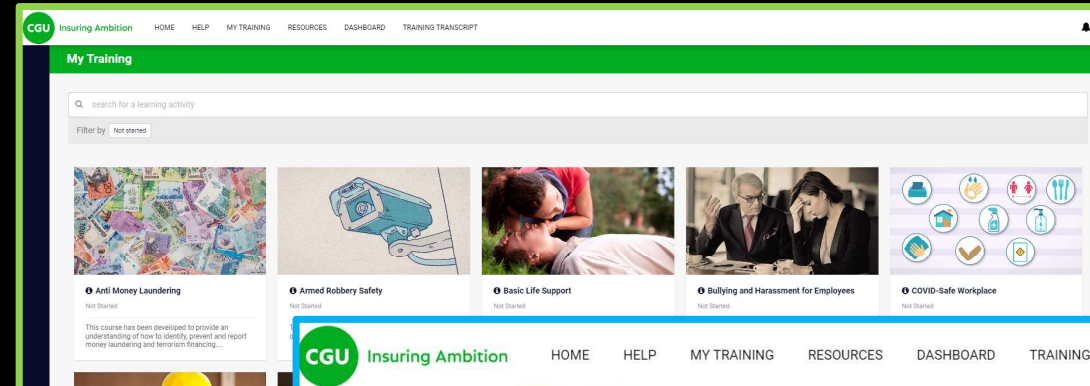 CGU Insuring Ambition HOME HELP MY TRAINING RESOURCES DASHBOARD TRAINING TRANSCRIPT
My Training
search for a learning activity
Filter by Not started
Anti Money Laundering
Not Started
This course has been developed to provide an
understanding of how to identify, prevent and report
money laundering and terrorism financing....
Armed Robbery Safety
Not Started
Basic Life Support
Not Started
Bullying and Harassment for Employees
Not Started
COVID-Safe Workplace
Not Started
CGU Insuring Ambition HOME HELP MY TRAINING RESOURCES DASHBOARD TRAINING